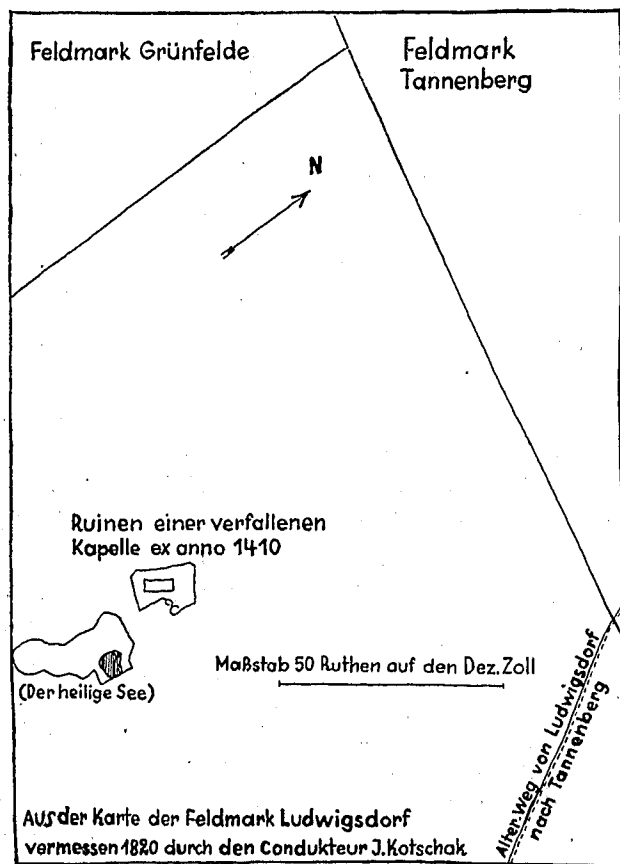 Feldmark Grünfelde
Feldmark
Tannenberg
N
Ruinen einer verfallenen
Kapelle ex anno 1410
Maßstab 50 Ruthen auf den Dez. Zoll
(Der heilige See)
Alter Weg von Ludwigsdorf
nach Tannenberg
Aus der Karte der Feldmark Ludwigsdorf
vermessen 1820 durch den Condukteur J. Kotschak